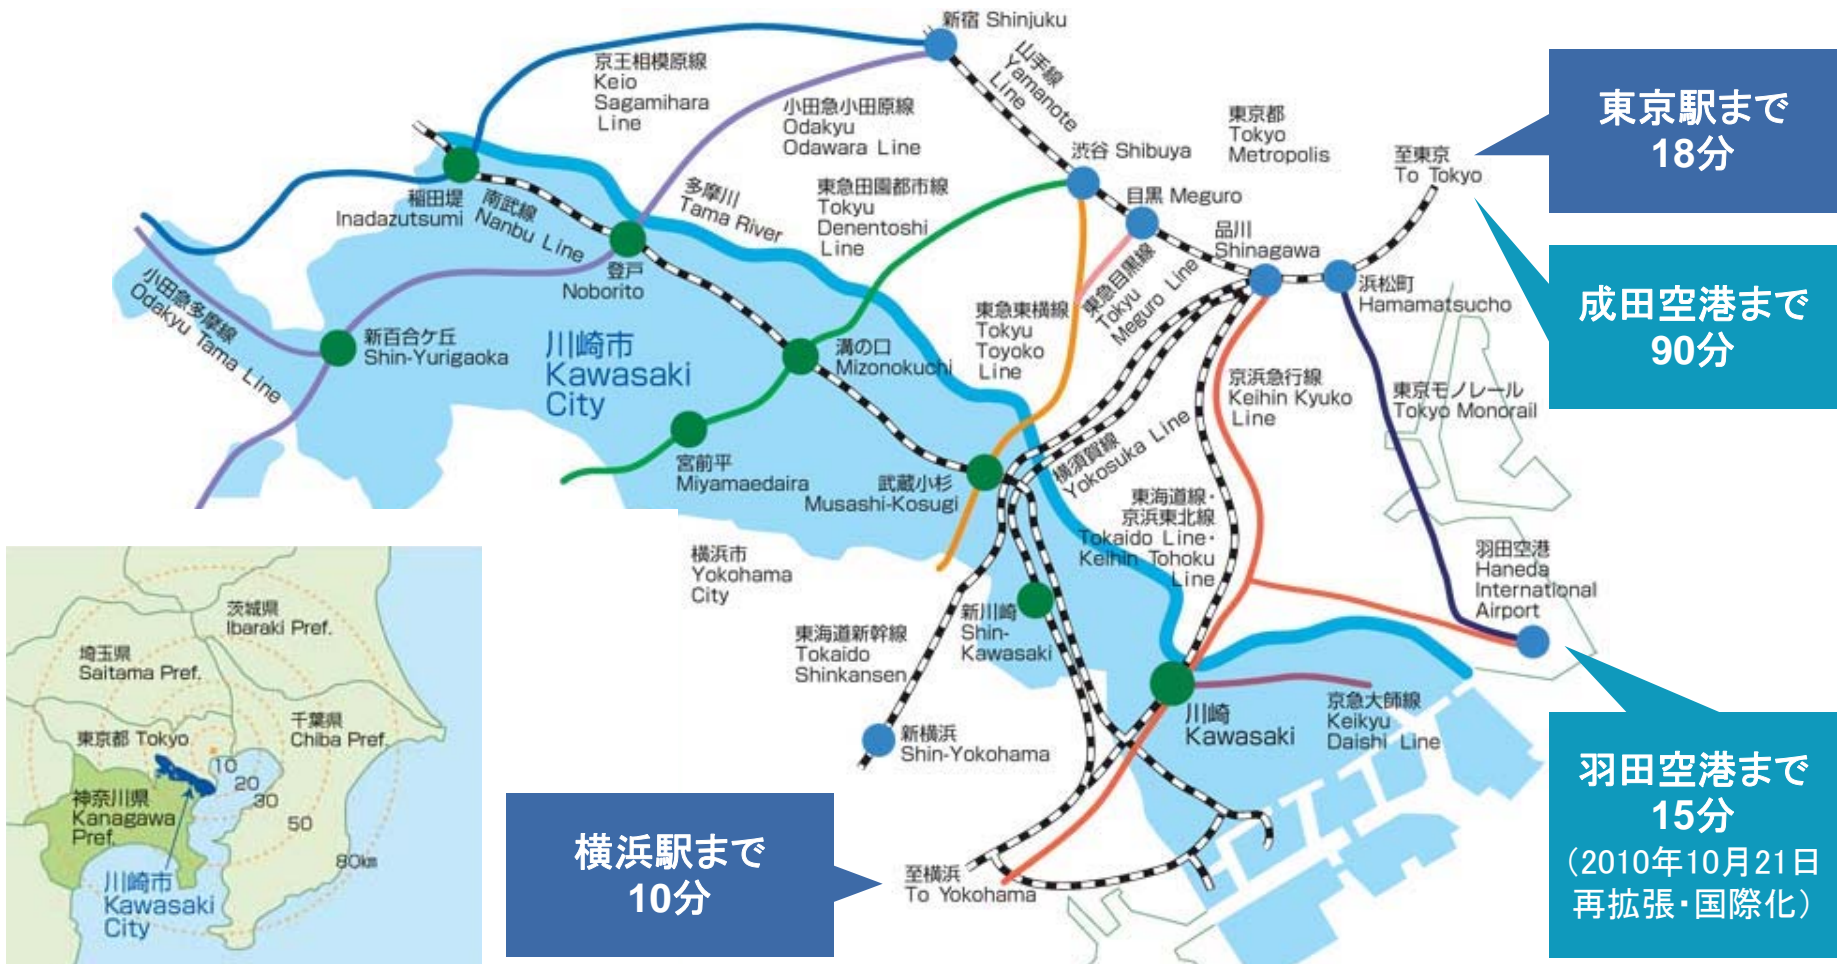 新宿 Shinjuku
山手線
Yamanote
Line
京王相模原線
Keio
Sagamihara
Line
小田急小田原線
Odakyu
Odawara Line
東京都
Tokyo
Metropolis
渋谷 Shibuya
至東京
To Tokyo
東京駅まで
18分
稲田堤
Inadazutsumi
南武線
Nanbu Line
多摩川
Tama River
東急田園都市線
Tokyu
Denentoshi
Line
目黒 Meguro
品川
Shinagawa
浜松町
Hamamatsucho
成田空港まで
90分
小田急多摩線
Odakyu Tama Line
登戸
Noborito
新百合ケ丘
Shin-Yurigaoka
川崎市
Kawasaki
City
溝の口
Mizonokuchi
東急東横線
Tokyu
Toyoko
Line
東急目黒線
Tokyu
Meguro Line
京浜急行線
Keihin Kyuko
Line
東京モノレール
Tokyo Monorail
宮前平
Miyamaedaira
武蔵小杉
Musashi-Kosugi
横須賀線
Yokosuka Line
東海道線・
京浜東北線
Tokaido Line・
Keihin Tohoku
Line
羽田空港
Haneda
International
Airport
横浜市
Yokohama
City
東海道新幹線
Tokaido
Shinkansen
新川崎
Shin-
Kawasaki
川崎
Kawasaki
京急大師線
Keikyu
Daishi Line
新横浜
Shin-Yokohama
羽田空港まで
15分
（2010年10月21日
再拡張・国際化）
横浜駅まで
10分
至横浜
To Yokohama
茨城県
Ibaraki Pref.
埼玉県
Saitama Pref.
千葉県
Chiba Pref.
東京都 Tokyo
10
20
30
50
80km
神奈川県
Kanagawa
Pref.
川崎市
Kawasaki
City